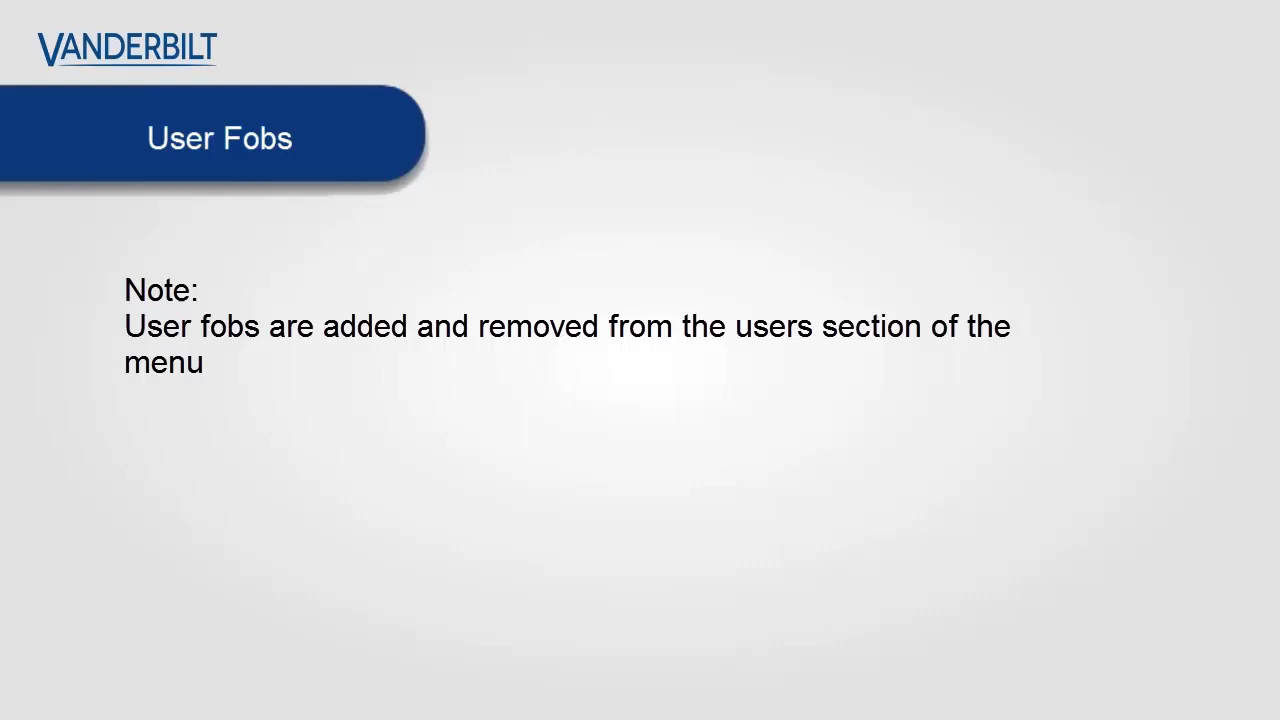 VANDERBILT
User Fobs
Note:
User fobs are added and removed from the users section of the
menu